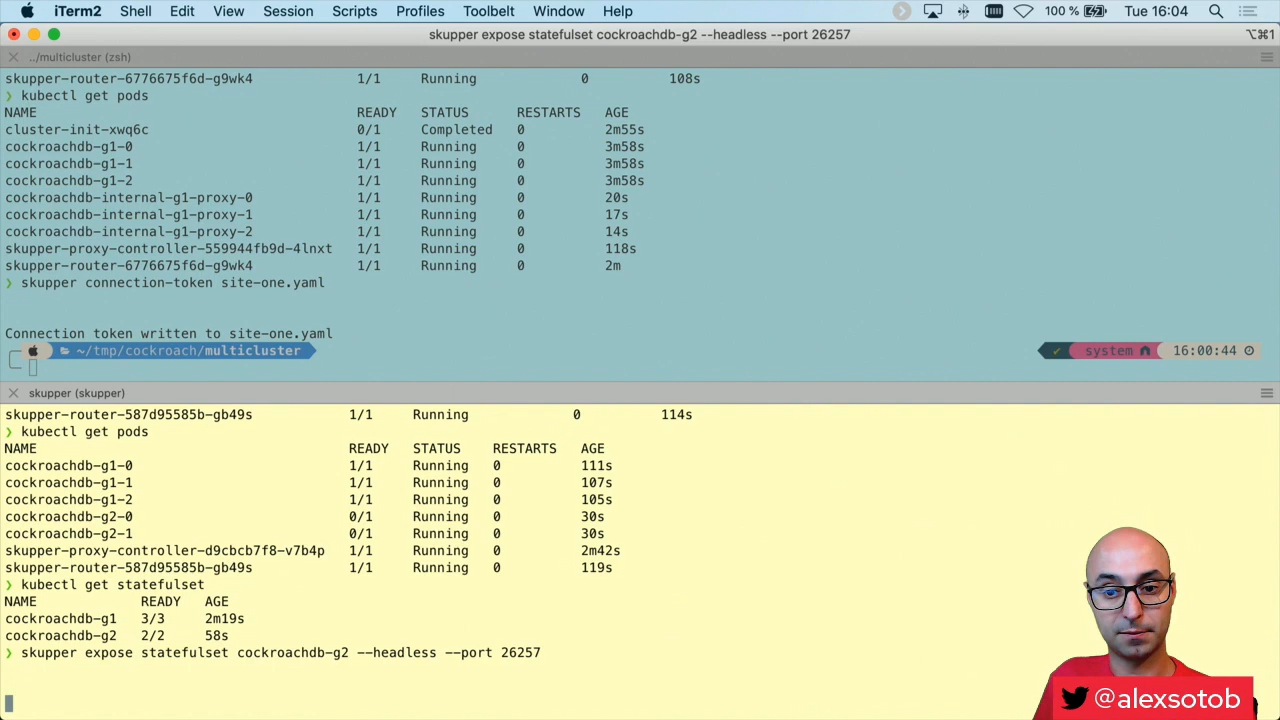 iTerm2 Shell Edit View Session Scripts Profiles Toolbelt Window Help 100 % Tue 16:04
skupper expose statefulset cockroachdb-g2 --headless --port 26257 ⌥⌘1
../multicluster (zsh)
skupper-router-6776675f6d-g9wk4 1/1 Running 0 108s
❯ kubectl get pods
NAME READY STATUS RESTARTS AGE
cluster-init-xwq6c 0/1 Completed 0 2m55s
cockroachdb-g1-0 1/1 Running 0 3m58s
cockroachdb-g1-1 1/1 Running 0 3m58s
cockroachdb-g1-2 1/1 Running 0 3m58s
cockroachdb-internal-g1-proxy-0 1/1 Running 0 20s
cockroachdb-internal-g1-proxy-1 1/1 Running 0 17s
cockroachdb-internal-g1-proxy-2 1/1 Running 0 14s
skupper-proxy-controller-559944fb9d-4lnxt 1/1 Running 0 118s
skupper-router-6776675f6d-g9wk4 1/1 Running 0 2m
❯ skupper connection-token site-one.yaml
Connection token written to site-one.yaml
~/tmp/cockroach/multicluster ✔ system 16:00:44
skupper (skupper)
skupper-router-587d95585b-gb49s 1/1 Running 0 114s
❯ kubectl get pods
NAME READY STATUS RESTARTS AGE
cockroachdb-g1-0 1/1 Running 0 111s
cockroachdb-g1-1 1/1 Running 0 107s
cockroachdb-g1-2 1/1 Running 0 105s
cockroachdb-g2-0 0/1 Running 0 30s
cockroachdb-g2-1 0/1 Running 0 30s
skupper-proxy-controller-d9cbcb7f8-v7b4p 1/1 Running 0 2m42s
skupper-router-587d95585b-gb49s 1/1 Running 0 119s
❯ kubectl get statefulset
NAME READY AGE
cockroachdb-g1 3/3 2m19s
cockroachdb-g2 2/2 58s
❯ skupper expose statefulset cockroachdb-g2 --headless --port 26257
@alexsotob